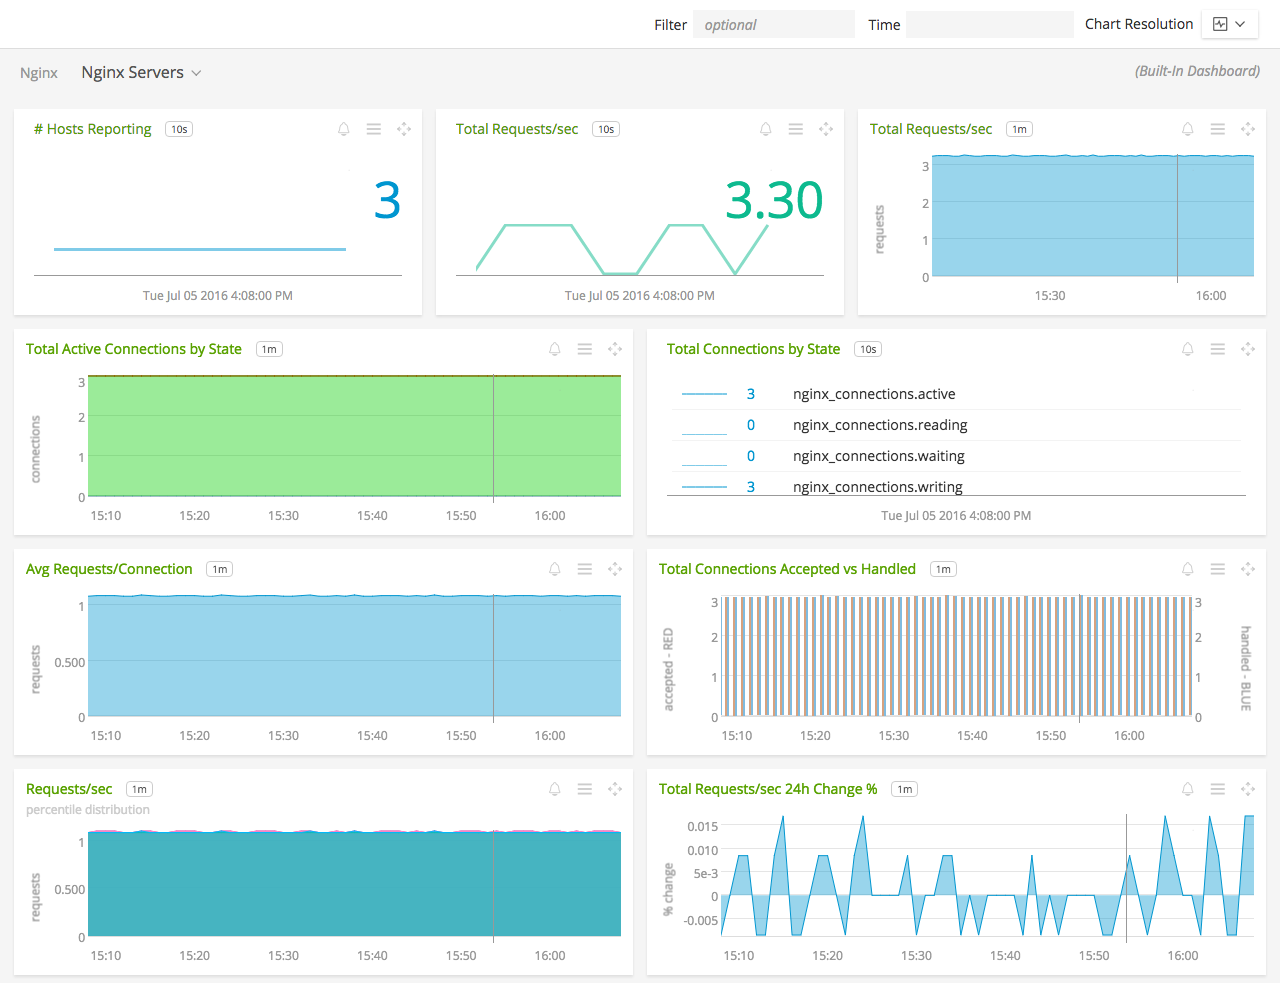 Filter optional Time Chart Resolution
Nginx Nginx Servers (Built-In Dashboard)
# Hosts Reporting 10s
3
Tue Jul 05 2016 4:08:00 PM
Total Requests/sec 10s
3.30
Tue Jul 05 2016 4:08:00 PM
Total Requests/sec 1m
requests
3
2
1
0
15:30 16:00
Total Active Connections by State 1m
connections
3
2
1
0
15:10 15:20 15:30 15:40 15:50 16:00
Total Connections by State 10s
3 nginx_connections.active
0 nginx_connections.reading
0 nginx_connections.waiting
3 nginx_connections.writing
Tue Jul 05 2016 4:08:00 PM
Avg Requests/Connection 1m
requests
1
0.500
0
15:10 15:20 15:30 15:40 15:50 16:00
Total Connections Accepted vs Handled 1m
accepted - RED
3 3
2 2
1 1
0 0
handled - BLUE
15:10 15:20 15:30 15:40 15:50 16:00
Requests/sec 1m
percentile distribution
requests
1
0.500
0
15:10 15:20 15:30 15:40 15:50 16:00
Total Requests/sec 24h Change % 1m
% change
0.015
0.010
5e-3
0
-0.005
15:10 15:20 15:30 15:40 15:50 16:00